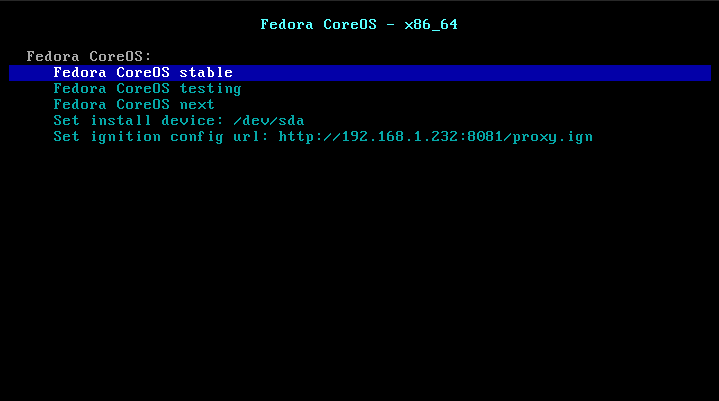 Fedora CoreOS - x86_64
Fedora CoreOS:
Fedora CoreOS stable
Fedora CoreOS testing
Fedora CoreOS next
Set install device: /dev/sda
Set ignition config url: http://192.168.1.232:8081/proxy.ign